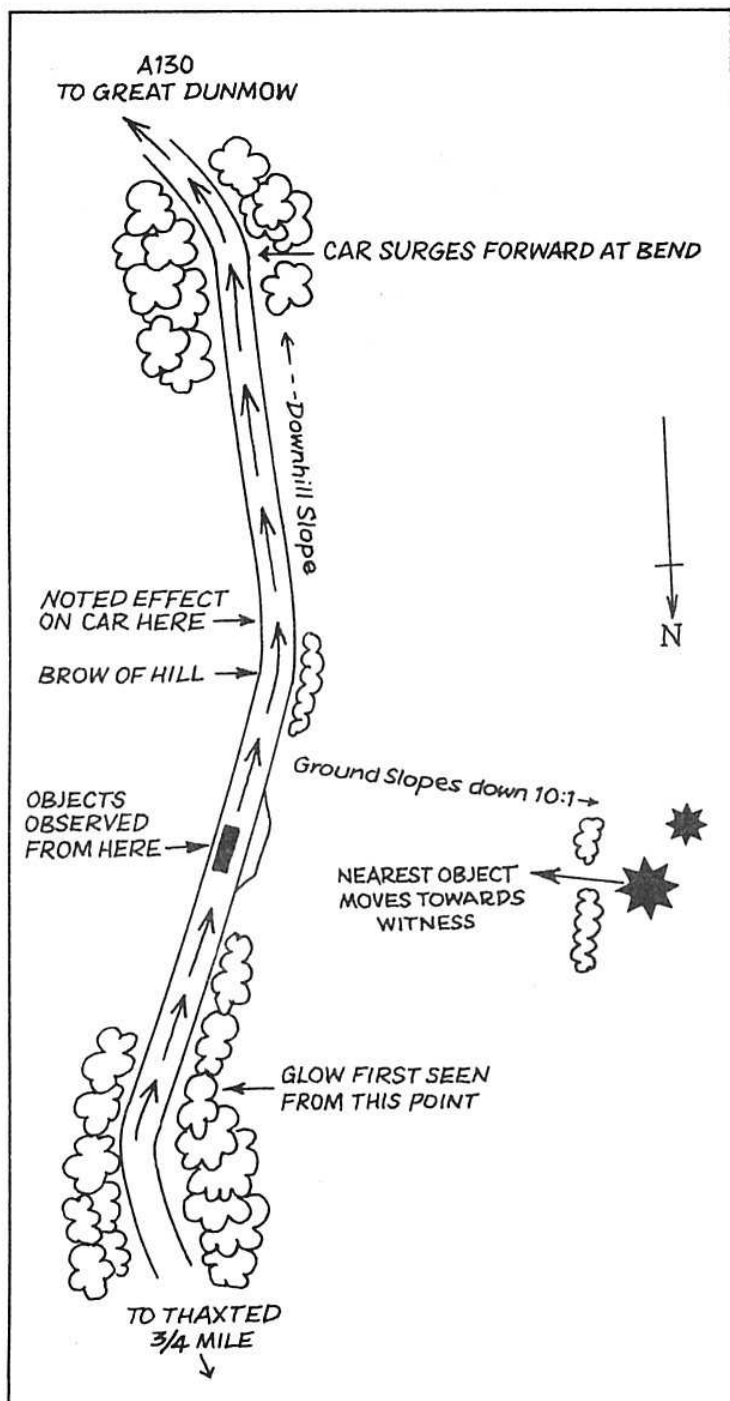 A130
TO GREAT DUNMOW
CAR SURGES FORWARD AT BEND
Downhill Slope
NOTED EFFECT
ON CAR HERE
N
BROW OF HILL
Ground Slopes down 10:1
OBJECTS
OBSERVED
FROM HERE
NEAREST OBJECT
MOVES TOWARDS
WITNESS
GLOW FIRST SEEN
FROM THIS POINT
TO THAXTED
3/4 MILE